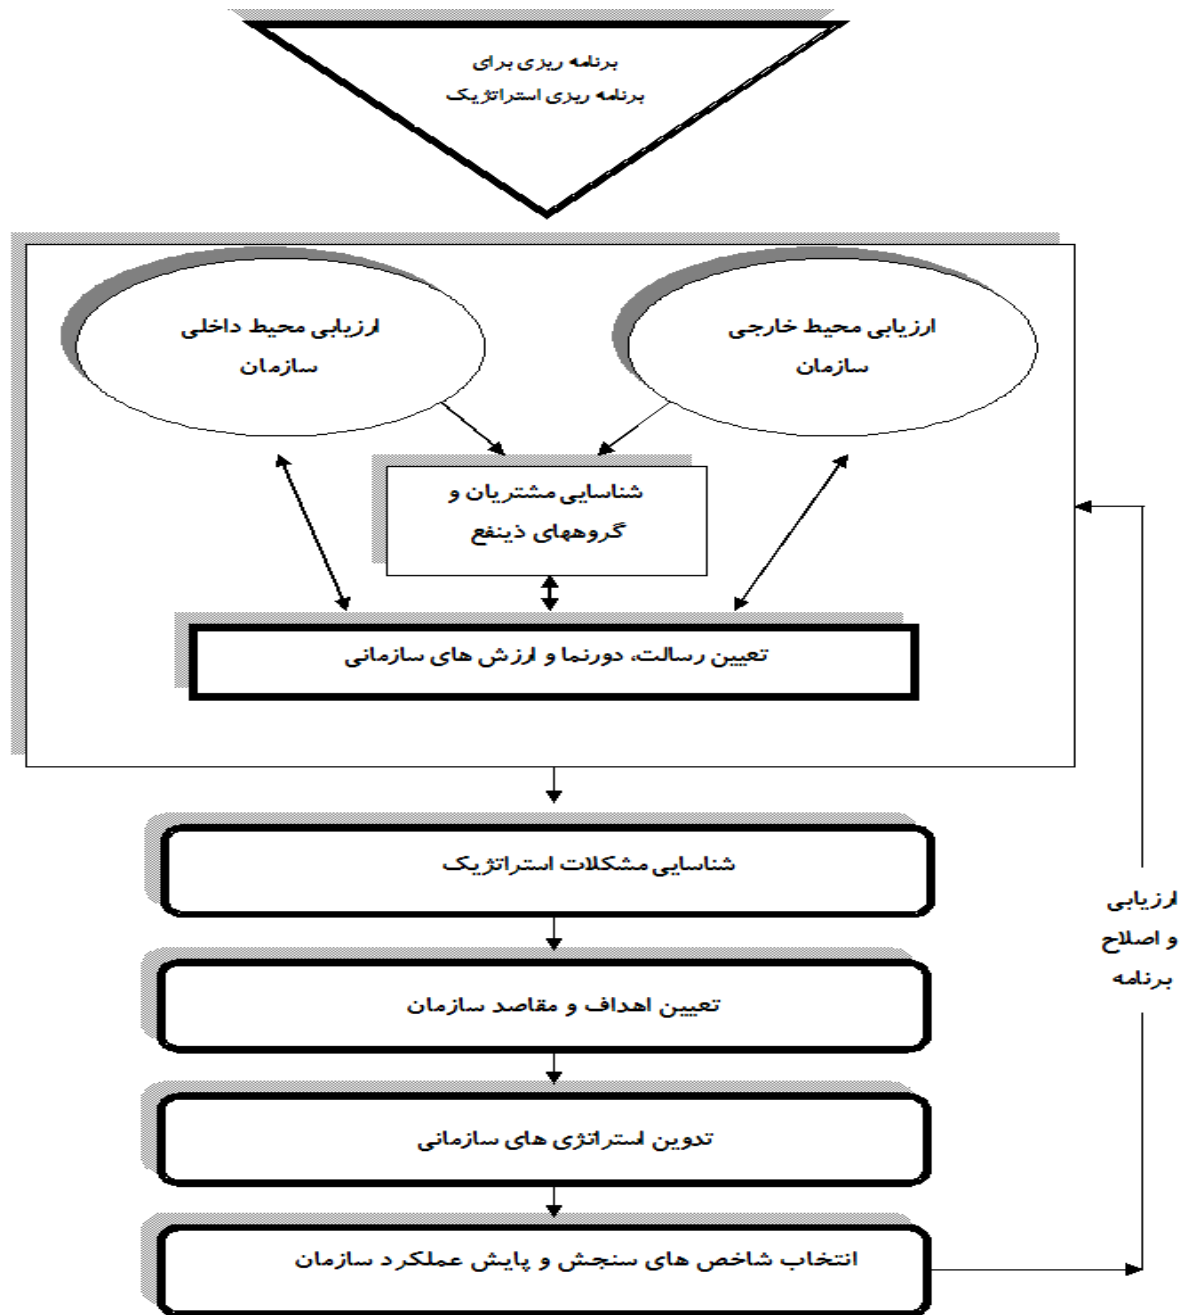 برنامه ریزی برای
برنامه ریزی استراتژیک
ارزیابی محیط خارجی
سازمان
ارزیابی محیط داخلی
سازمان
شناسایی مشتریان و
گروههای ذینفع
تعیین رسالت، دورنما و ارزش های سازمانی
شناسایی مشکلات استراتژیک
تعیین اهداف و مقاصد سازمان
تدوین استراتژی های سازمانی
انتخاب شاخص های سنجش و پایش عملکرد سازمان
ارزیابی
و اصلاح
برنامه